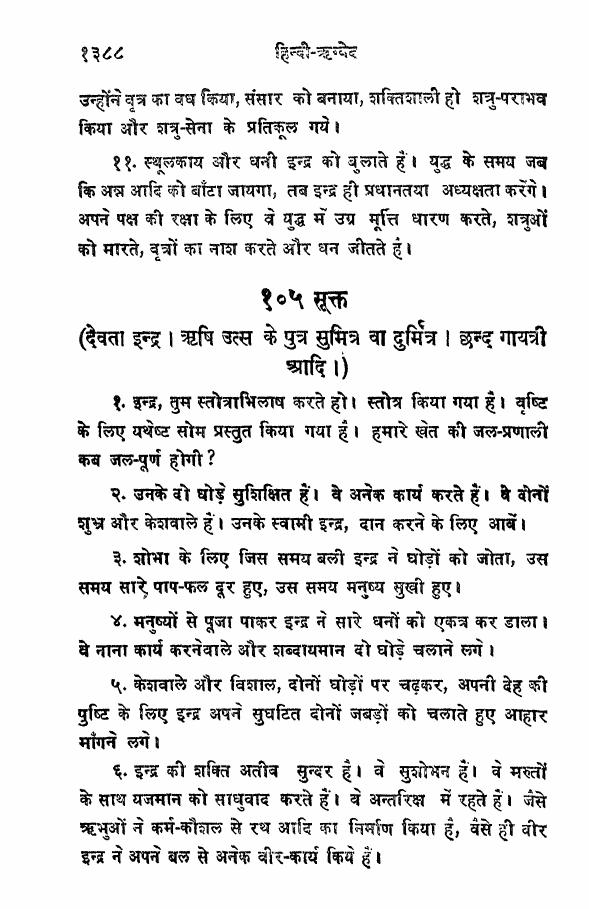 १३८८ हिन्दी-ऋग्वेद
उन्होंने वृत्र का वध किया, संसार को बनाया, शक्तिशाली हो शत्रु-पराभव
किया और शत्रु-सेना के प्रतिकूल गये।
११. स्थूलकाय और धनी इन्द्र को बुलाते हैं। युद्ध के समय जब
कि अन्न आदि को बाँटा जायगा, तब इन्द्र ही प्रधानतया अध्यक्षता करेंगे।
अपने पक्ष की रक्षा के लिए वे युद्ध में उग्र मूर्त्ति धारण करते, शत्रुओं
को मारते, वृत्रों का नाश करते और धन जीतते हैं।
१०५ सूक्त
(देवता इन्द्र। ऋषि उत्स के पुत्र सुमित्र वा दुर्मित्र। छन्द गायत्री
आदि।)
१. इन्द्र, तुम स्तोत्राभिलाष करते हो। स्तोत्र किया गया है। वृष्टि
के लिए यथेष्ट सोम प्रस्तुत किया गया है। हमारे खेत की जल-प्रणाली
कब जल-पूर्ण होगी?
२. उनके दो घोड़े सुशिक्षित हैं। वे अनेक कार्य करते हैं। वे दोनों
शुभ्र और केशवाले हैं। उनके स्वामी इन्द्र, दान करने के लिए आवें।
३. शोभा के लिए जिस समय बली इन्द्र ने घोड़ों को जोता, उस
समय सारे पाप-फल दूर हुए, उस समय मनुष्य सुखी हुए।
४. मनुष्यों से पूजा पाकर इन्द्र ने सारे धनों को एकत्र कर डाला।
वे नाना कार्य करनेवाले और शब्दायमान दो घोड़े चलाने लगे।
५. केशवाले और विशाल, दोनों घोड़ों पर चढ़कर, अपनी देह की
पुष्टि के लिए इन्द्र अपने सुघटित दोनों जबड़ों को चलाते हुए आहार
माँगने लगे।
६. इन्द्र की शक्ति अतीव सुन्दर है। वे सुशोभन हैं। वे मरुतों
के साथ यजमान को साधुवाद करते हैं। वे अन्तरिक्ष में रहते हैं। जैसे
ऋभुओं ने कर्म-कौशल से रथ आदि का निर्माण किया है, वैसे ही वीर
इन्द्र ने अपने बल से अनेक वीर-कार्य किये हैं।